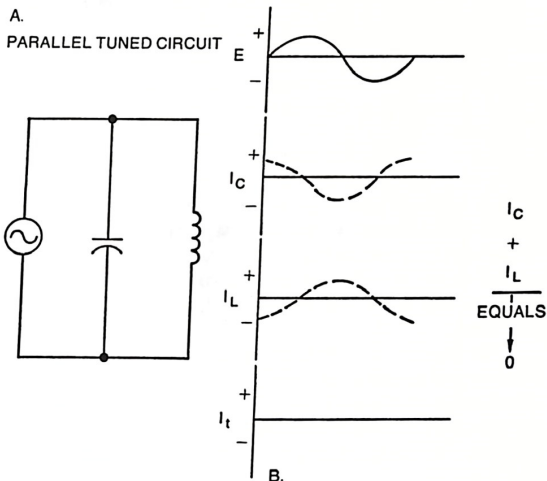 A.
PARALLEL TUNED CIRCUIT
+
E
−
+
I_C
−
+
I_L
−
+
I_t
−
B.
I_C
+
I_L
EQUALS
0